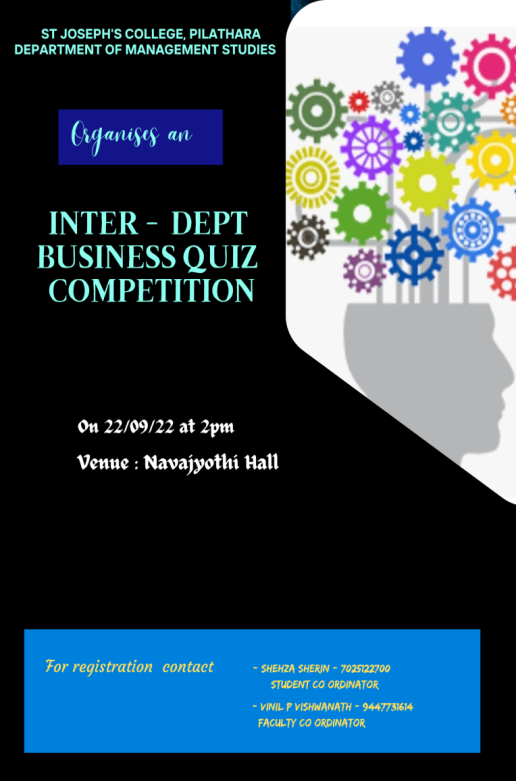 ST JOSEPH'S COLLEGE, PILATHARA
DEPARTMENT OF MANAGEMENT STUDIES
Organises an
INTER - DEPT
BUSINESS QUIZ
COMPETITION
On 22/09/22 at 2pm
Venue : Navajyothi Hall
For registration contact
- SHEHZA SHERIN - 7025122700
STUDENT CO ORDINATOR
- VINIL P VISHWANATH - 9447731614
FACULTY CO ORDINATOR